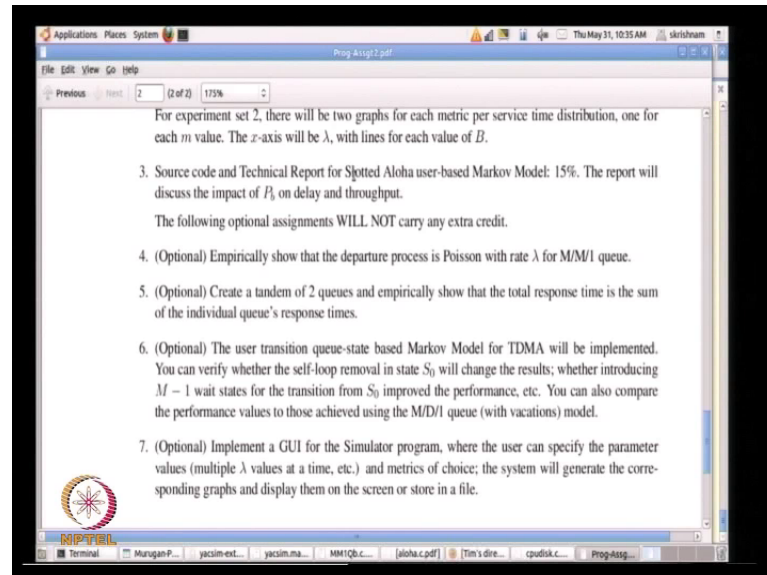 Applications Places System Thu May 31, 10:35 AM skrishnam
Prog-Assgt2.pdf
File Edit View Go Help
Previous Next 2 (2 of 2) 175%
For experiment set 2, there will be two graphs for each metric per service time distribution, one for
each m value. The x-axis will be λ, with lines for each value of B.
3. Source code and Technical Report for Slotted Aloha user-based Markov Model: 15%. The report will
discuss the impact of Pb on delay and throughput.
The following optional assignments WILL NOT carry any extra credit.
4. (Optional) Empirically show that the departure process is Poisson with rate λ for M/M/1 queue.
5. (Optional) Create a tandem of 2 queues and empirically show that the total response time is the sum
of the individual queue's response times.
6. (Optional) The user transition queue-state based Markov Model for TDMA will be implemented.
You can verify whether the self-loop removal in state S0 will change the results; whether introducing
M − 1 wait states for the transition from S0 improved the performance, etc. You can also compare
the performance values to those achieved using the M/D/1 queue (with vacations) model.
7. (Optional) Implement a GUI for the Simulator program, where the user can specify the parameter
values (multiple λ values at a time, etc.) and metrics of choice; the system will generate the corre-
sponding graphs and display them on the screen or store in a file.
NPTEL
Terminal Murugan-P... yacsim-ext... yacsim.ma... MM1Qb.c.... [aloha.c.pdf] [Tim's dire... cpudisk.c.... Prog-Assg...